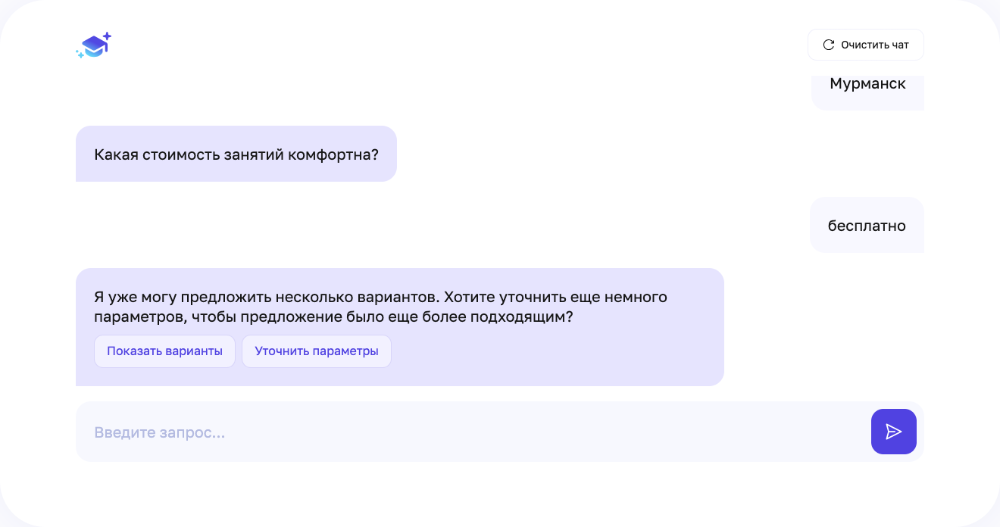 Очистить чат
Мурманск
Какая стоимость занятий комфортна?
бесплатно
Я уже могу предложить несколько вариантов. Хотите уточнить еще немного
параметров, чтобы предложение было еще более подходящим?
Показать варианты
Уточнить параметры
Введите запрос...